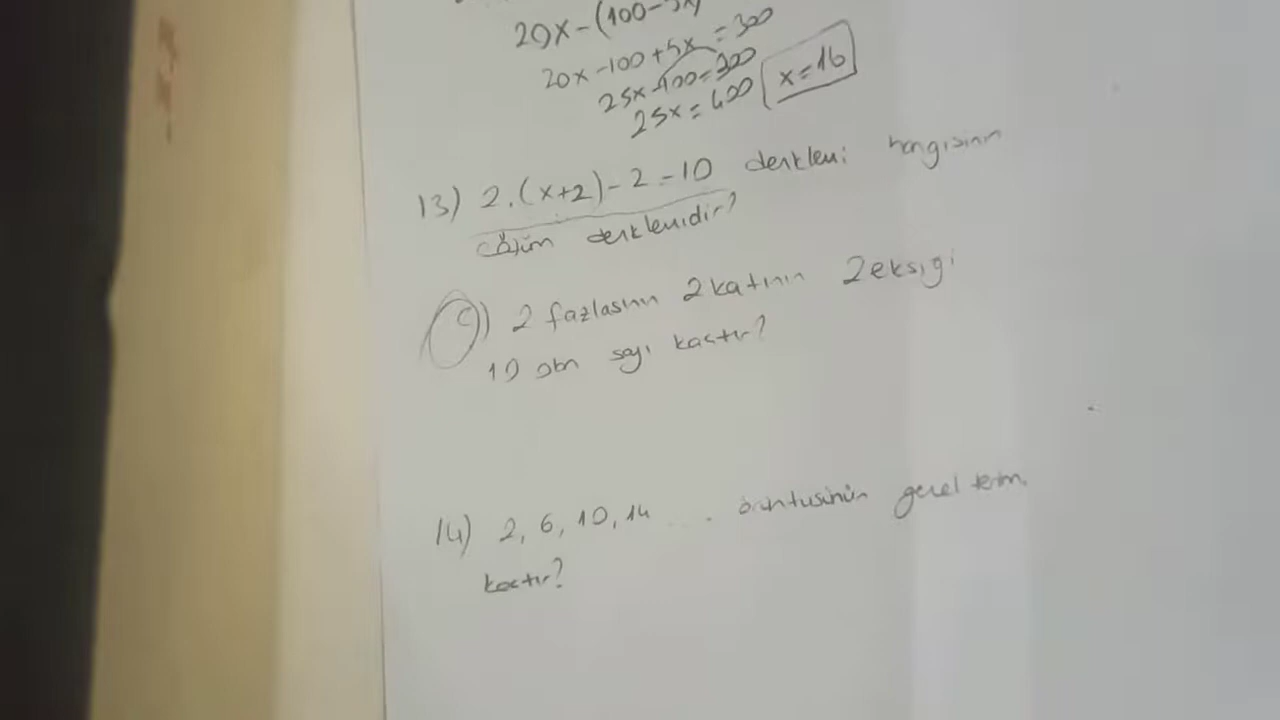 20x-(100-5x)
20x-100+5x=300
25x-100=300
25x=400 x=16
13) 2.(x+2)-2=10 denklemi hangisinin
çözüm denklemidir?
C) 2 fazlasının 2 katının 2 eksiği
10 olan sayı kaçtır?
14) 2, 6, 10, 14 ... örüntüsünün genel terim
kaçtır?